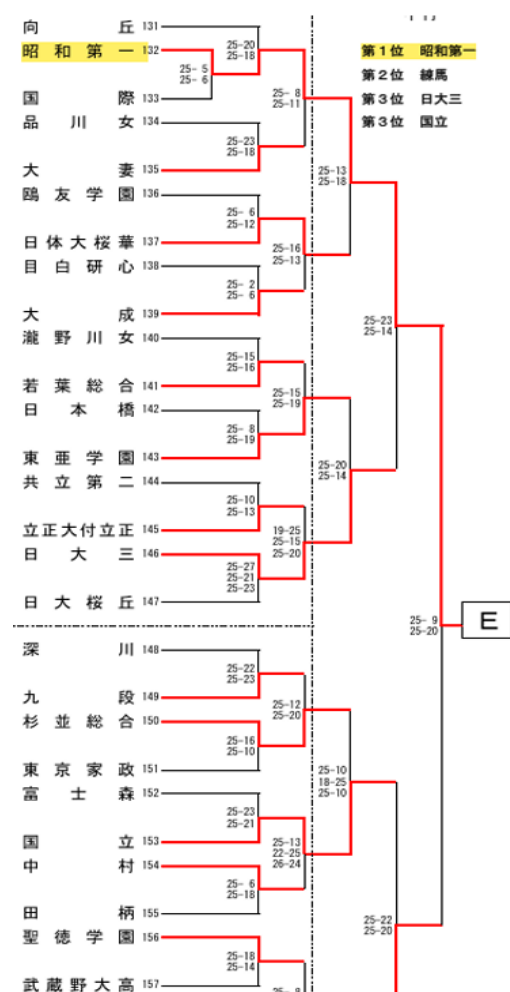 向丘 131
昭和第一 132
国際 133
品川女 134
大妻 135
鴎友学園 136
日体大桜華 137
目白研心 138
大成 139
瀧野川女 140
若葉総合 141
日本橋 142
東亜学園 143
共立第二 144
立正大付立正 145
日大三 146
日大桜丘 147
深川 148
九段 149
杉並総合 150
東京家政 151
富士森 152
国立 153
中村 154
田柄 155
聖徳学園 156
武蔵野大高 157
25-5
25-6
25-20
25-18
25-23
25-18
25-6
25-12
25-2
25-6
25-15
25-16
25-8
25-19
25-10
25-13
25-27
25-21
25-23
25-22
25-23
25-16
25-10
25-23
25-21
25-6
25-18
25-18
25-14
25-8
25-11
25-16
25-13
25-15
25-19
19-25
25-15
25-20
25-12
25-20
25-13
22-25
26-24
25-8
25-13
25-18
25-20
25-14
25-10
18-25
25-10
25-23
25-14
25-22
25-20
25-9
25-20
E
第1位 昭和第一
第2位 練馬
第3位 日大三
第3位 国立